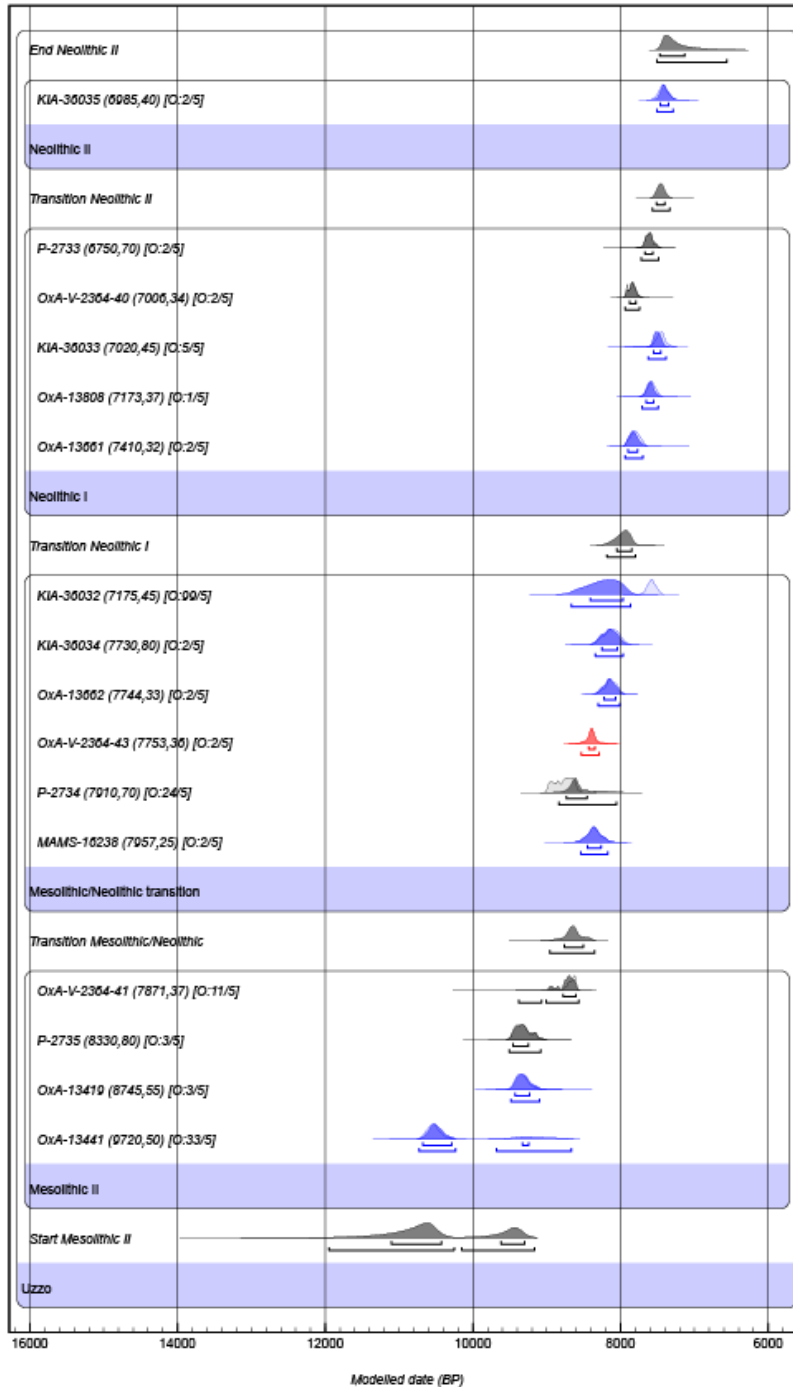 End Neolithic II
KIA-36035 (6985,40) [O:2/5]
Neolithic II
Transition Neolithic II
P-2733 (6750,70) [O:2/5]
OxA-V-2364-40 (7006,34) [O:2/5]
KIA-36033 (7020,45) [O:5/5]
OxA-13808 (7173,37) [O:1/5]
OxA-13661 (7410,32) [O:2/5]
Neolithic I
Transition Neolithic I
KIA-36032 (7175,45) [O:99/5]
KIA-36034 (7730,80) [O:2/5]
OxA-13662 (7744,33) [O:2/5]
OxA-V-2364-43 (7753,36) [O:2/5]
P-2734 (7910,70) [O:24/5]
MAMS-16238 (7957,25) [O:2/5]
Mesolithic/Neolithic transition
Transition Mesolithic/Neolithic
OxA-V-2364-41 (7871,37) [O:11/5]
P-2735 (8330,80) [O:3/5]
OxA-13419 (8745,55) [O:3/5]
OxA-13441 (9720,50) [O:33/5]
Mesolithic II
Start Mesolithic II
Uzzo
16000 14000 12000 10000 8000 6000
Modelled date (BP)